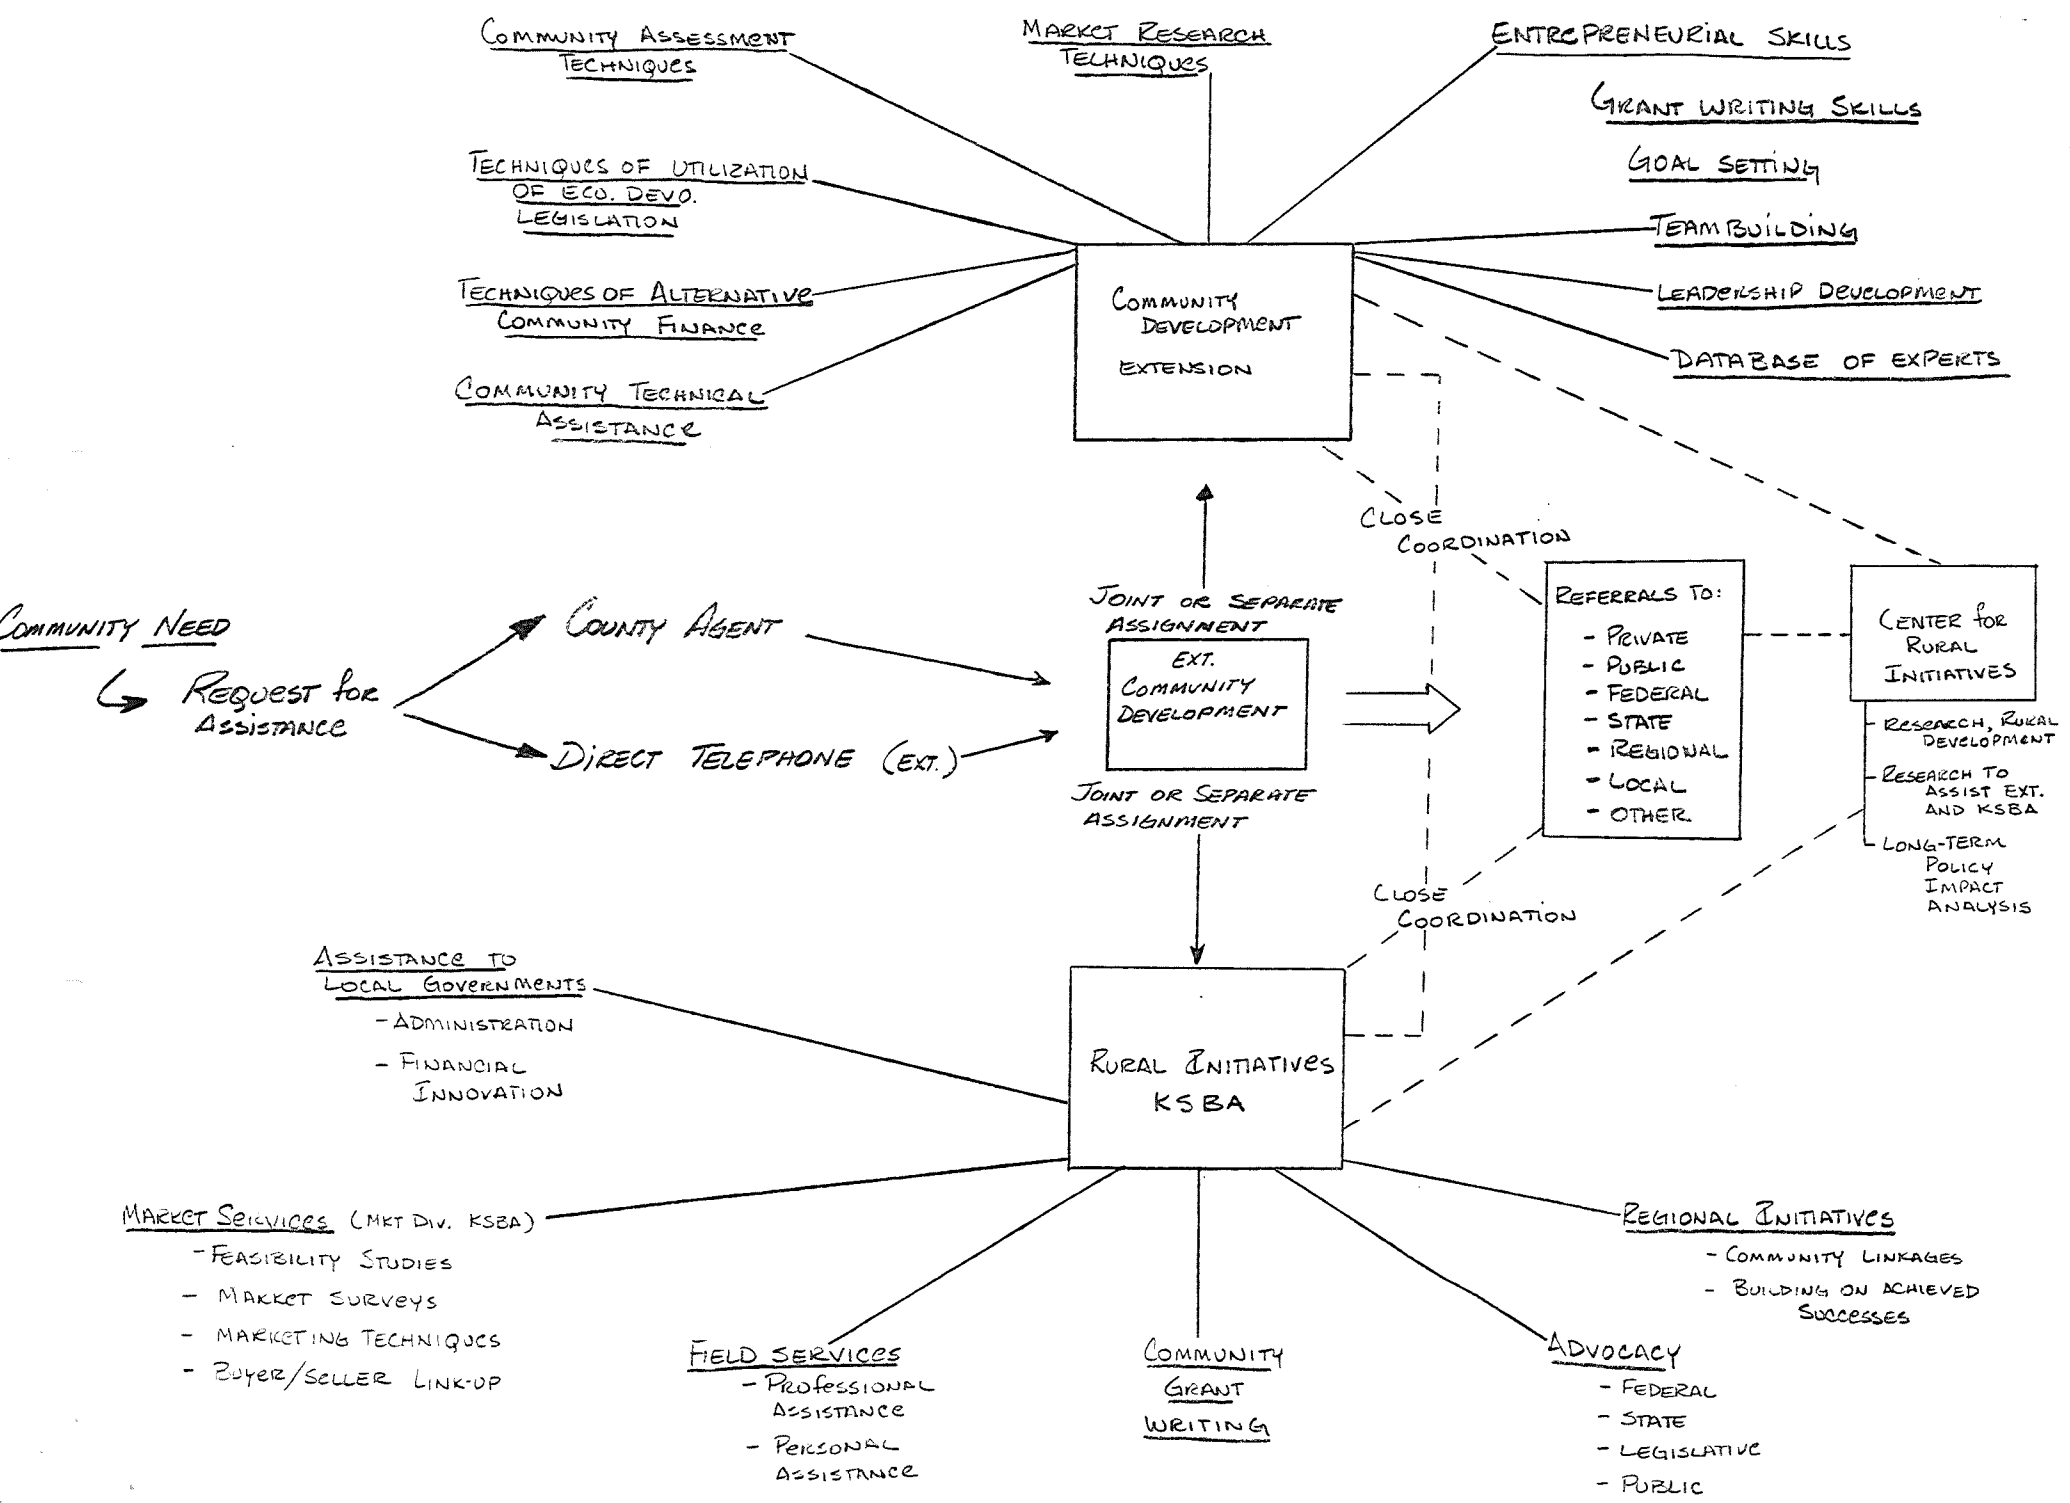 COMMUNITY ASSESSMENT
TECHNIQUES
MARKET RESEARCH
TECHNIQUES
ENTREPRENEURIAL SKILLS
GRANT WRITING SKILLS
GOAL SETTING
TEAMBUILDING
LEADERSHIP DEVELOPMENT
DATABASE OF EXPERTS
TECHNIQUES OF UTILIZATION
OF ECO. DEVO.
LEGISLATION
TECHNIQUES OF ALTERNATIVE
COMMUNITY FINANCE
COMMUNITY TECHNICAL
ASSISTANCE
COMMUNITY
DEVELOPMENT
EXTENSION
CLOSE
COORDINATION
COMMUNITY NEED
REQUEST FOR
ASSISTANCE
COUNTY AGENT
DIRECT TELEPHONE (EXT.)
JOINT OR SEPARATE
ASSIGNMENT
EXT.
COMMUNITY
DEVELOPMENT
JOINT OR SEPARATE
ASSIGNMENT
REFERRALS TO:
- PRIVATE
- PUBLIC
- FEDERAL
- STATE
- REGIONAL
- LOCAL
- OTHER
CENTER FOR
RURAL
INITIATIVES
- RESEARCH, RURAL
DEVELOPMENT
- RESEARCH TO
ASSIST EXT.
AND KSBA
- LONG-TERM
POLICY
IMPACT
ANALYSIS
CLOSE
COORDINATION
RURAL INITIATIVES
KSBA
ASSISTANCE TO
LOCAL GOVERNMENTS
- ADMINISTRATION
- FINANCIAL
INNOVATION
MARKET SERVICES (MKT DIV. KSBA)
- FEASIBILITY STUDIES
- MARKET SURVEYS
- MARKETING TECHNIQUES
- BUYER/SELLER LINK-UP
FIELD SERVICES
- PROFESSIONAL
ASSISTANCE
- PERSONAL
ASSISTANCE
COMMUNITY
GRANT
WRITING
ADVOCACY
- FEDERAL
- STATE
- LEGISLATIVE
- PUBLIC
REGIONAL INITIATIVES
- COMMUNITY LINKAGES
- BUILDING ON ACHIEVED
SUCCESSES